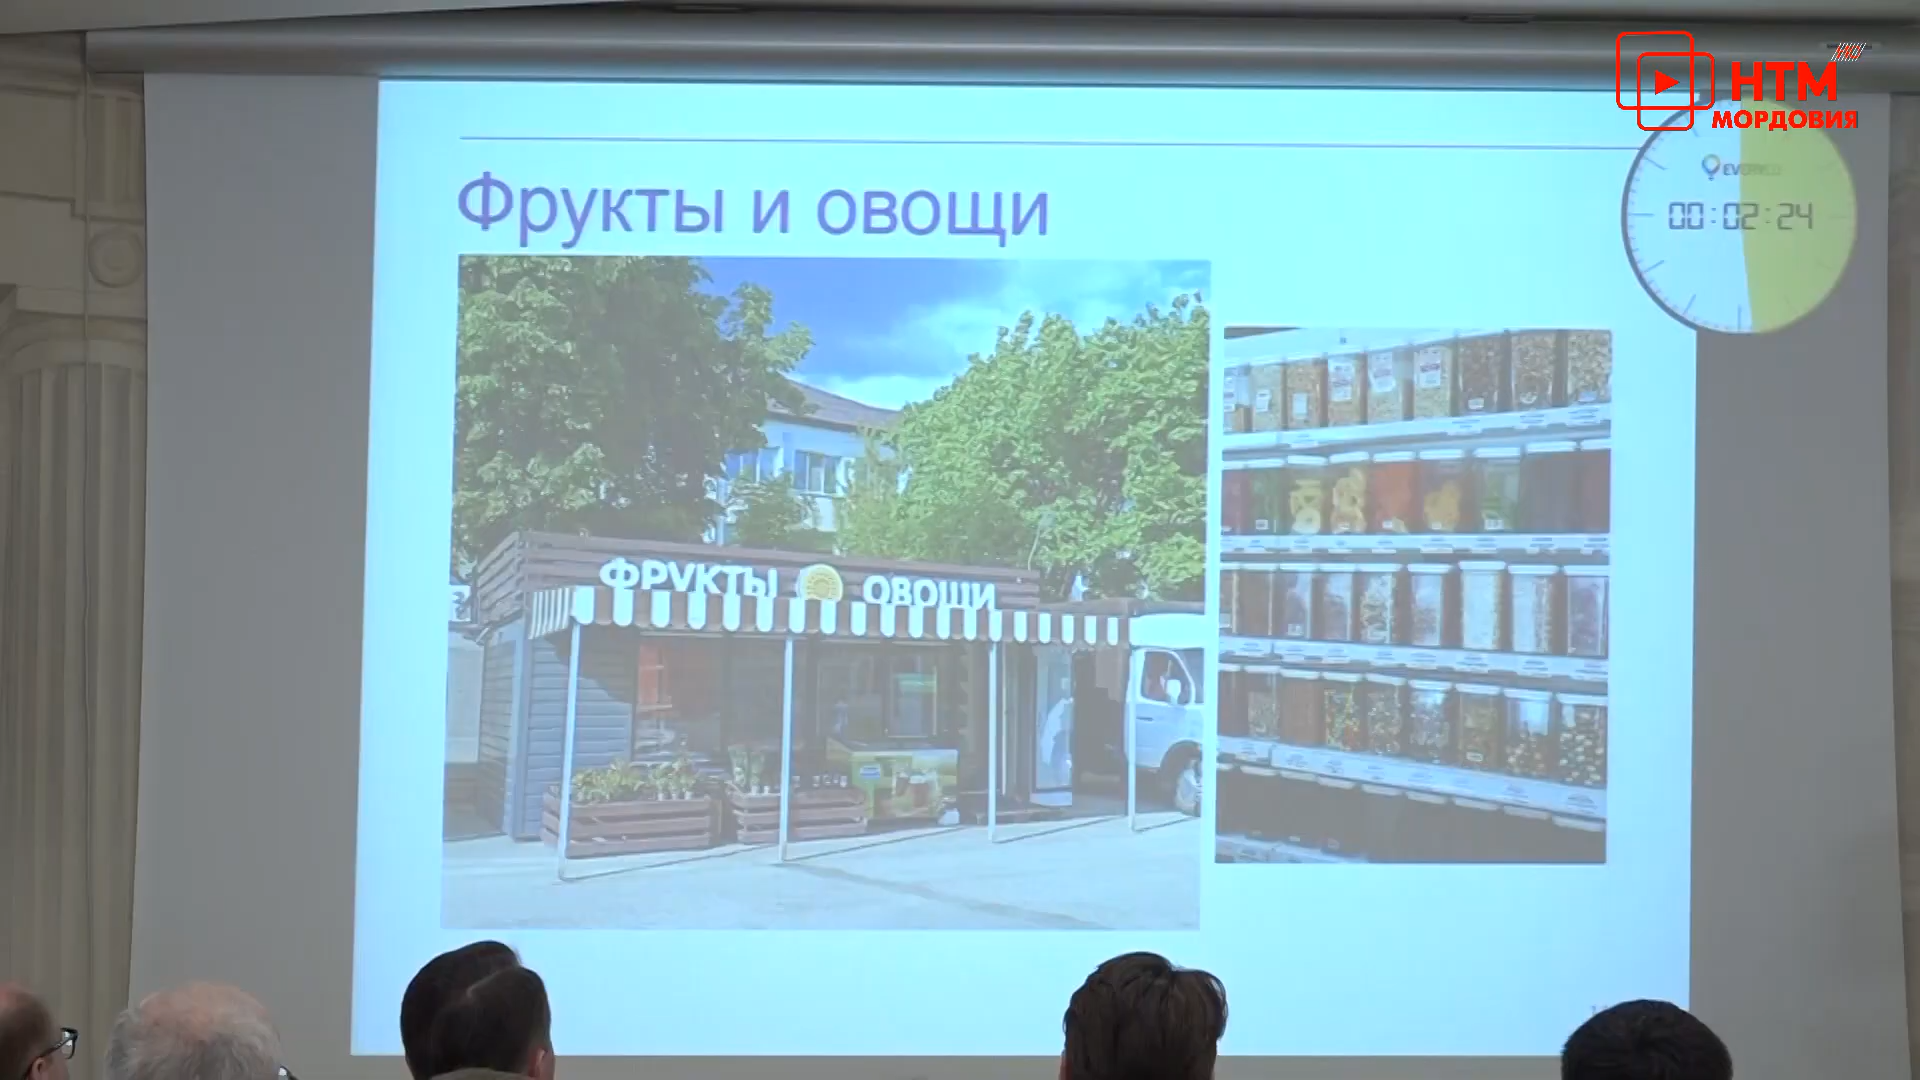 НТМ
МОРДОВИЯ
00:02:24
Фрукты и овощи
ФРУКТЫ ОВОЩИ